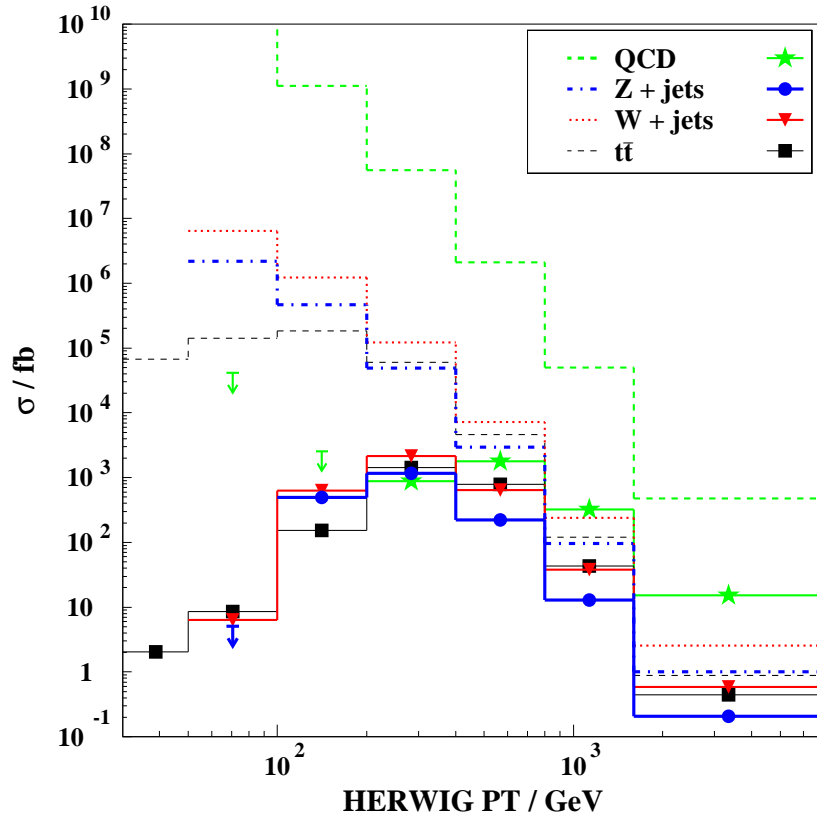 σ / fb
10^10
10^9
10^8
10^7
10^6
10^5
10^4
10^3
10^2
10
1
10^-1
QCD
Z + jets
W + jets
tt̄
10^2
10^3
HERWIG PT / GeV